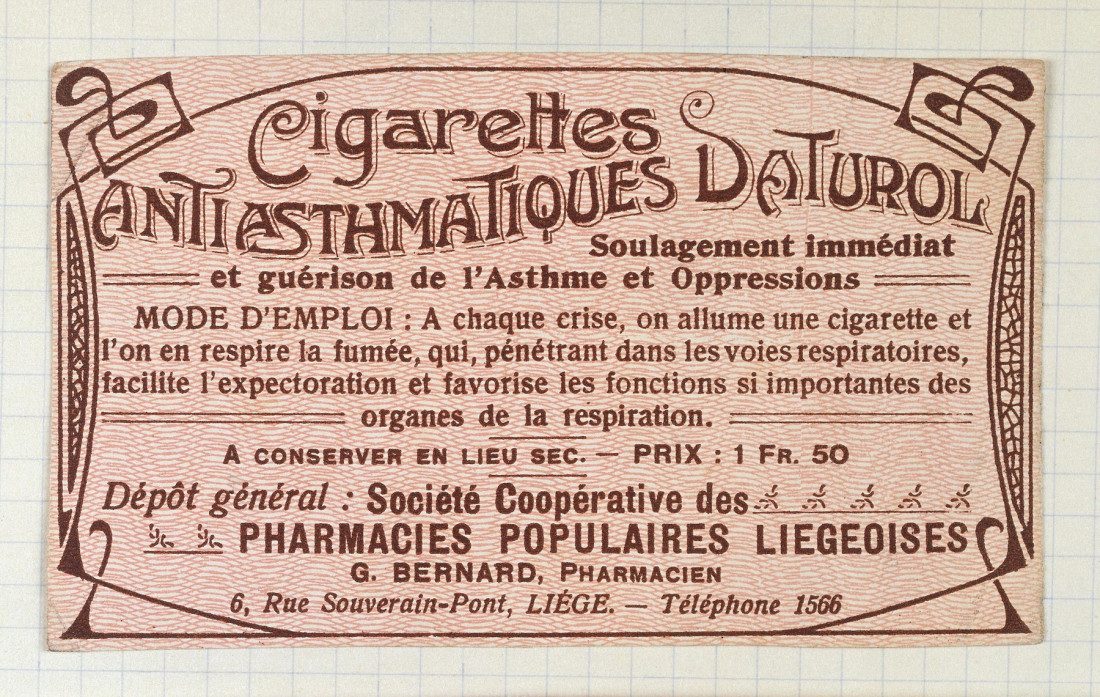 Cigarettes
ANTIASTHMATIQUES DATUROL
Soulagement immédiat
et guérison de l'Asthme et Oppressions
MODE D'EMPLOI : A chaque crise, on allume une cigarette et
l'on en respire la fumée, qui, pénétrant dans les voies respiratoires,
facilite l'expectoration et favorise les fonctions si importantes des
organes de la respiration.
A CONSERVER EN LIEU SEC. — PRIX : 1 FR. 50
Dépôt général : Société Coopérative des
PHARMACIES POPULAIRES LIEGEOISES
G. BERNARD, PHARMACIEN
6, Rue Souverain-Pont, LIÉGE. — Téléphone 1566